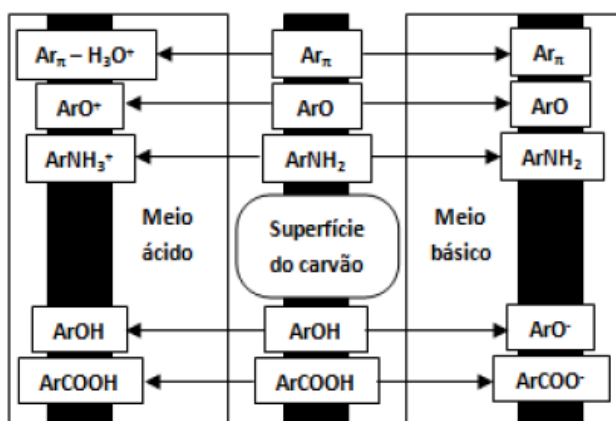 Arπ – H₃O⁺ Arπ Arπ
ArO⁺ ArO ArO
ArNH₃⁺ ArNH₂ ArNH₂
Meio
ácido
Superfície
do carvão
Meio
básico
ArOH ArOH ArO⁻
ArCOOH ArCOOH ArCOO⁻